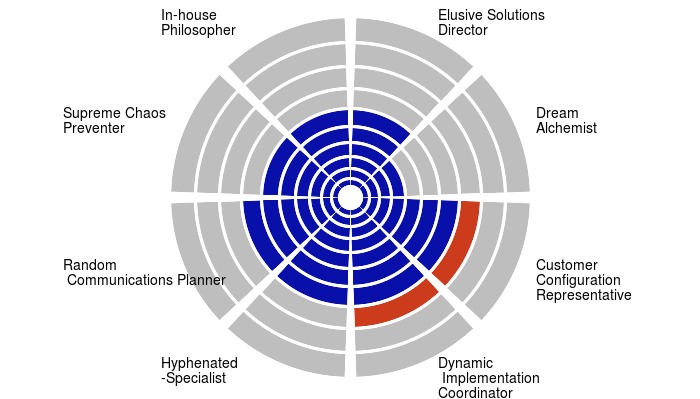 In-house
Philosopher
Elusive Solutions
Director
Supreme Chaos
Preventer
Dream
Alchemist
Random
Communications Planner
Customer
Configuration
Representative
Hyphenated
-Specialist
Dynamic
Implementation
Coordinator